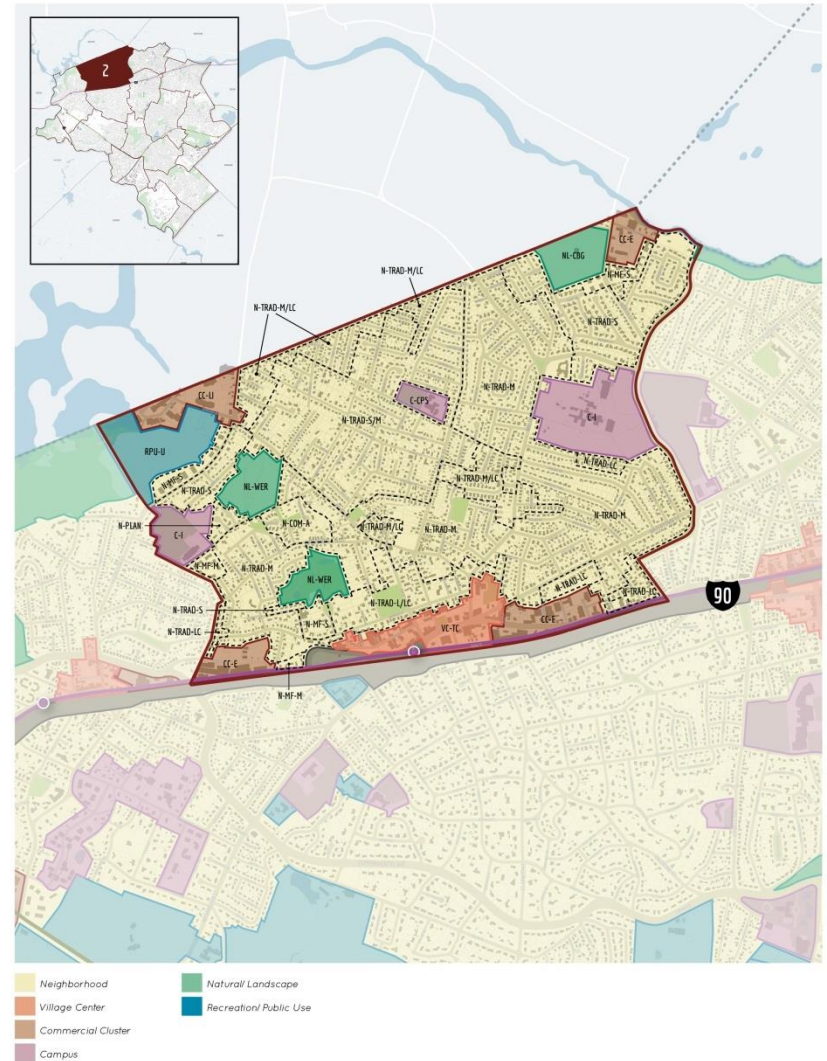 2
N-TRAD-M/LC
N-TRAD-M/LC
NL-CBG
CC-E
N-MF-S
N-TRAD-S
CC-LI
N-TRAD-S/M
C-CPS
N-TRAD-M
C-I
RPU-U
N-MF-S
N-TRAD-S
NL-WER
N-TRAD-M/LC
N-TRAD-LC
N-PLAN
C-I
N-COM-A
N-TRAD-M/LC
N-TRAD-M
N-TRAD-M
N-MF-M
N-TRAD-M
NL-WER
N-TRAD-S
N-MF-S
N-TRAD-L/LC
N-TRAD-LC
N-TRAD-LC
90
N-TRAD-LC
VC-TC
CC-E
CC-E
N-MF-M
Neighborhood
Village Center
Commercial Cluster
Campus
Natural/ Landscape
Recreation/ Public Use